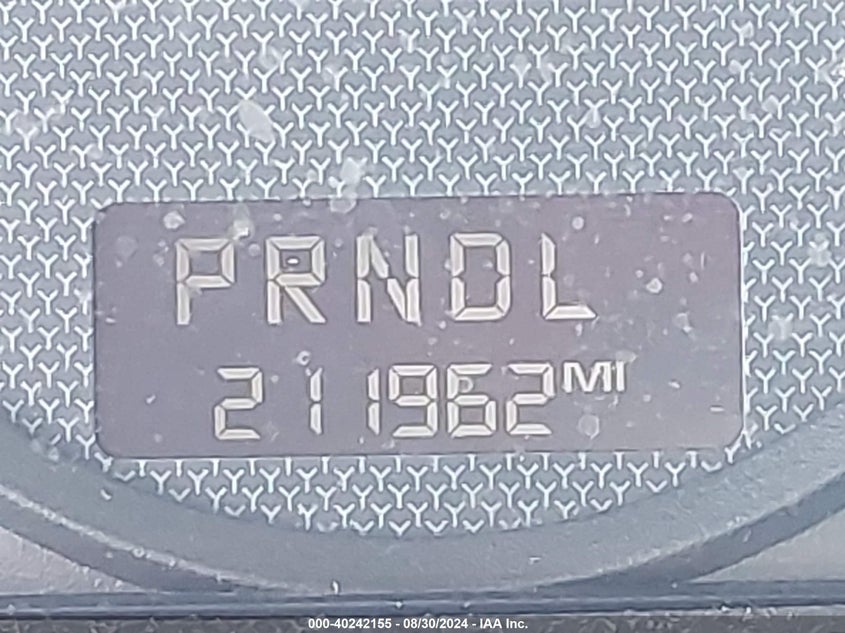 PRNDL
211962MI
000-40242155 - 08/30/2024 - IAA Inc.